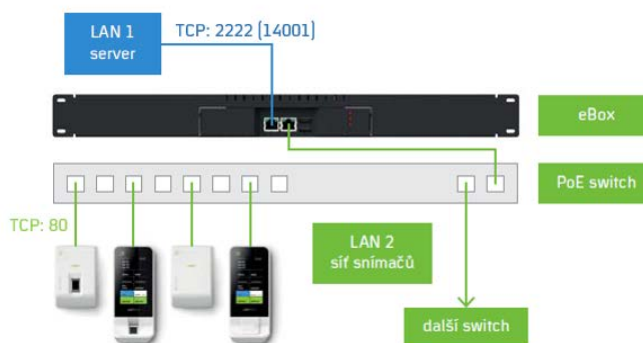 LAN 1
server
TCP: 2222 (14001)
eBox
PoE switch
TCP: 80
LAN 2
síť snímačů
další switch